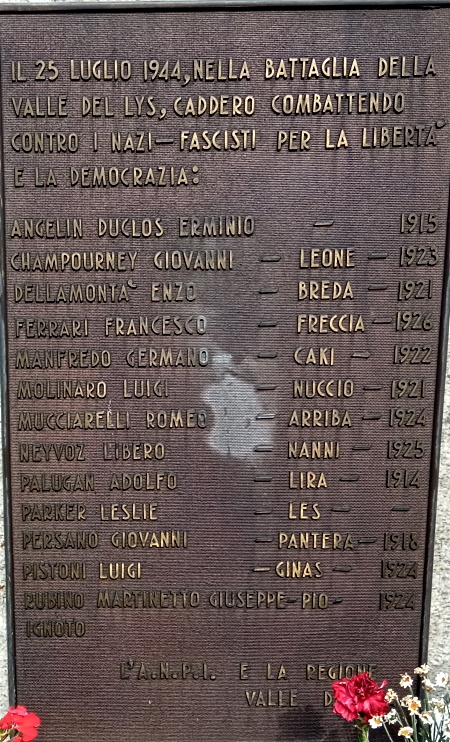 IL 25 LUGLIO 1944, NELLA BATTAGLIA DELLA
VALLE DEL LYS, CADDERO COMBATTENDO
CONTRO I NAZI-FASCISTI PER LA LIBERTA'
E LA DEMOCRAZIA:
ANGELIN DUCLOS ERMINIO - 1915
CHAMPOURNEY GIOVANNI - LEONE - 1923
DELLAMONTA' ENZO - BREDA - 1921
FERRARI FRANCESCO - FRECCIA - 1926
MANFREDO GERMANO - CAKI - 1922
MOLINARO LUIGI - NUCCIO - 1921
MUCCIARELLI ROMEO - ARRIBA - 1924
NEYVOZ LIBERO - NANNI - 1925
PALUGAN ADOLFO - LIRA - 1914
PARKER LESLIE - LES - -
PERSANO GIOVANNI - PANTERA - 1918
PISTONI LUIGI - GINAS - 1924
RUBINO MARTINETTO GIUSEPPE - PIO - 1924
IGNOTO
L'A.N.P.I. E LA REGIONE
VALLE